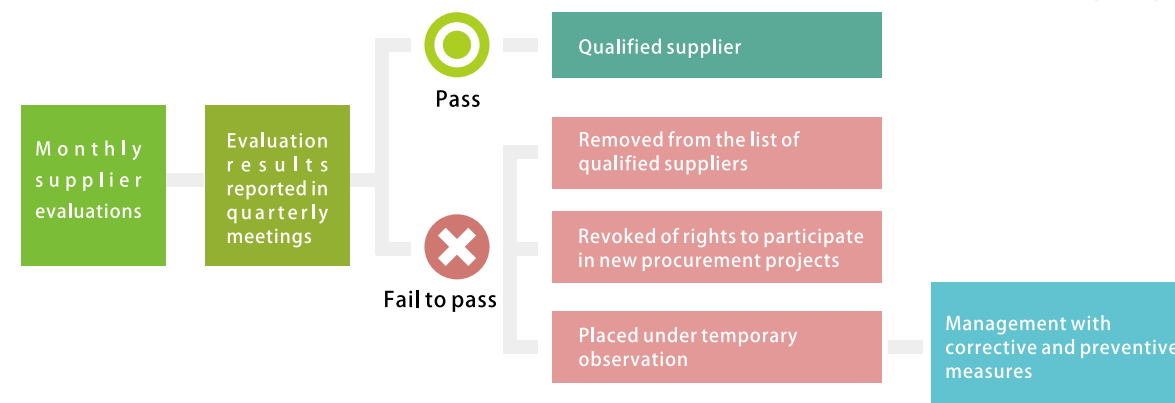 Monthly
supplier
evaluations
Evaluation
results
reported in
quarterly
meetings
Pass
Qualified supplier
Fail to pass
Removed from the list of
qualified suppliers
Revoked of rights to participate
in new procurement projects
Placed under temporary
observation
Management with
corrective and preventive
measures